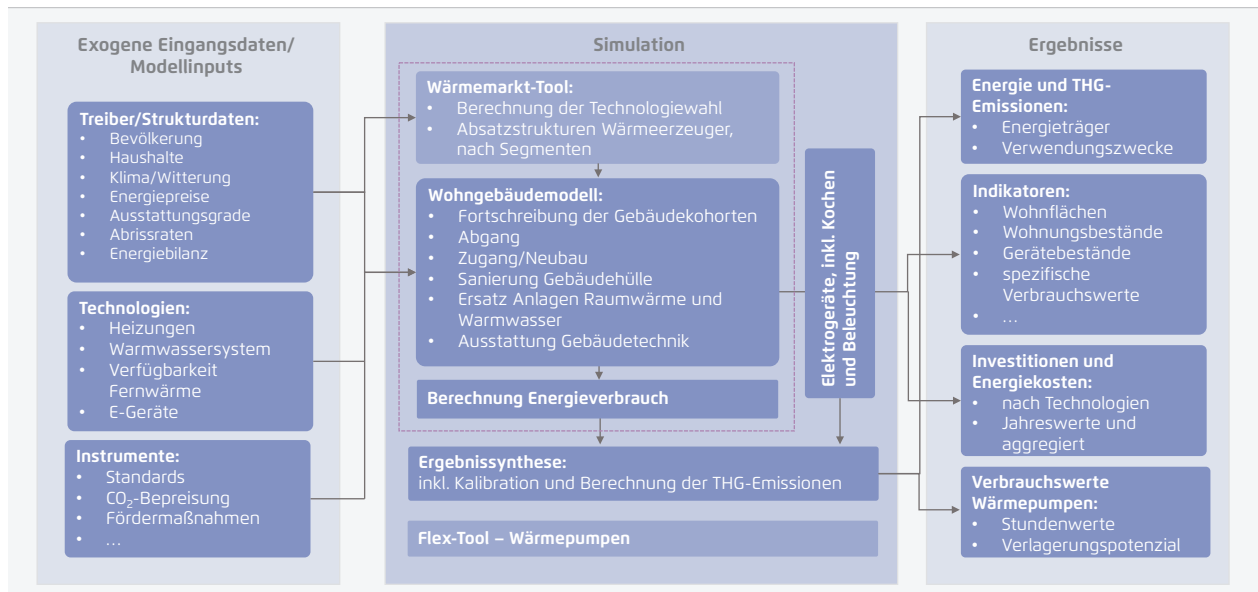 Exogene Eingangsdaten/
Modellinputs
Treiber/Strukturdaten:
• Bevölkerung
• Haushalte
• Klima/Witterung
• Energiepreise
• Ausstattungsgrade
• Abrissraten
• Energiebilanz
Technologien:
• Heizungen
• Warmwassersystem
• Verfügbarkeit
Fernwärme
• E-Geräte
Instrumente:
• Standards
• CO₂-Bepreisung
• Fördermaßnahmen
• …
Simulation
Wärmemarkt-Tool:
• Berechnung der Technologiewahl
• Absatzstrukturen Wärmeerzeuger,
nach Segmenten
Wohngebäudemodell:
• Fortschreibung der Gebäudekohorten
• Abgang
• Zugang/Neubau
• Sanierung Gebäudehülle
• Ersatz Anlagen Raumwärme und
Warmwasser
• Ausstattung Gebäudetechnik
Berechnung Energieverbrauch
Elektrogeräte, inkl. Kochen
und Beleuchtung
Ergebnissynthese:
inkl. Kalibration und Berechnung der THG-Emissionen
Flex-Tool – Wärmepumpen
Ergebnisse
Energie und THG-
Emissionen:
• Energieträger
• Verwendungszwecke
Indikatoren:
• Wohnflächen
• Wohnungsbestände
• Gerätebestände
• spezifische
Verbrauchswerte
• …
Investitionen und
Energiekosten:
• nach Technologien
• Jahreswerte und
aggregiert
Verbrauchswerte
Wärmepumpen:
• Stundenwerte
• Verlagerungspotenzial